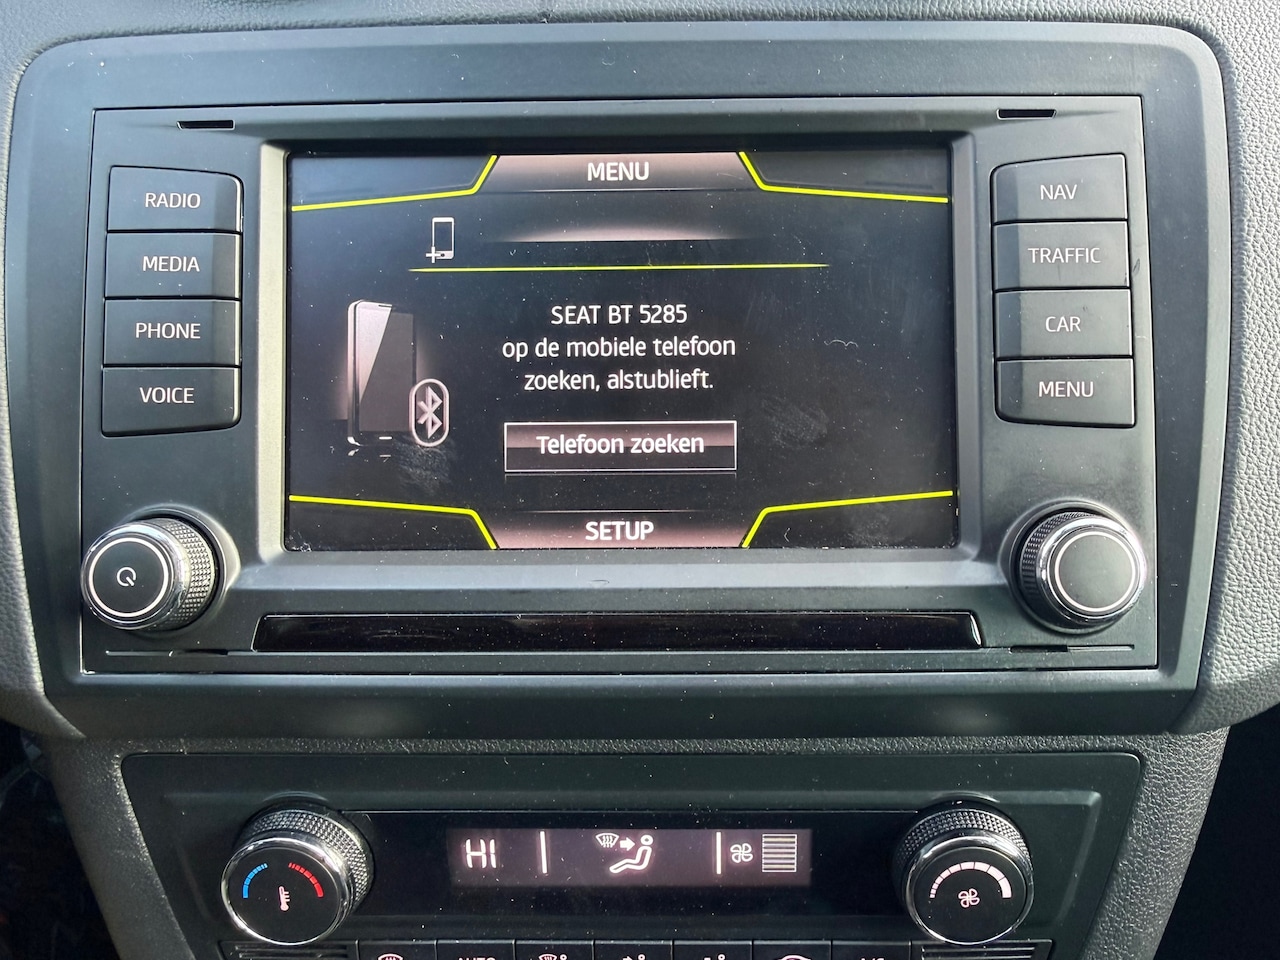 MENU
RADIO
MEDIA
PHONE
VOICE
SEAT BT 5285
op de mobiele telefoon
zoeken, alstublieft.
Telefoon zoeken
SETUP
NAV
TRAFFIC
CAR
MENU
HI